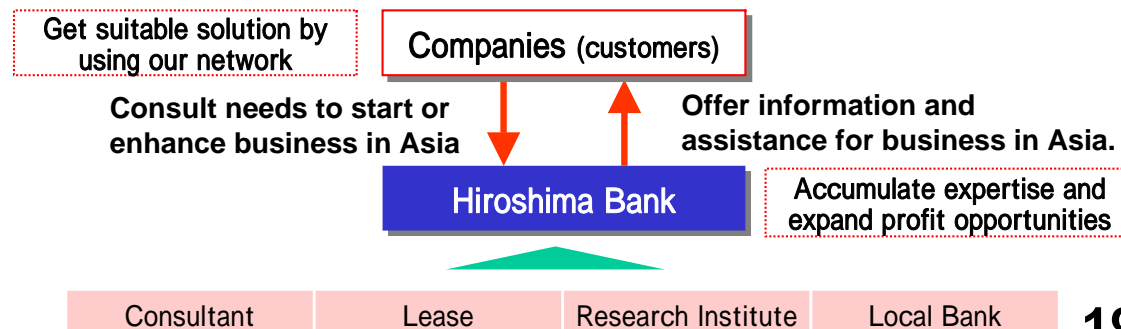 Get suitable solution by
using our network
Companies (customers)
Consult needs to start or
enhance business in Asia
Offer information and
assistance for business in Asia.
Hiroshima Bank
Accumulate expertise and
expand profit opportunities
Consultant
Lease
Research Institute
Local Bank